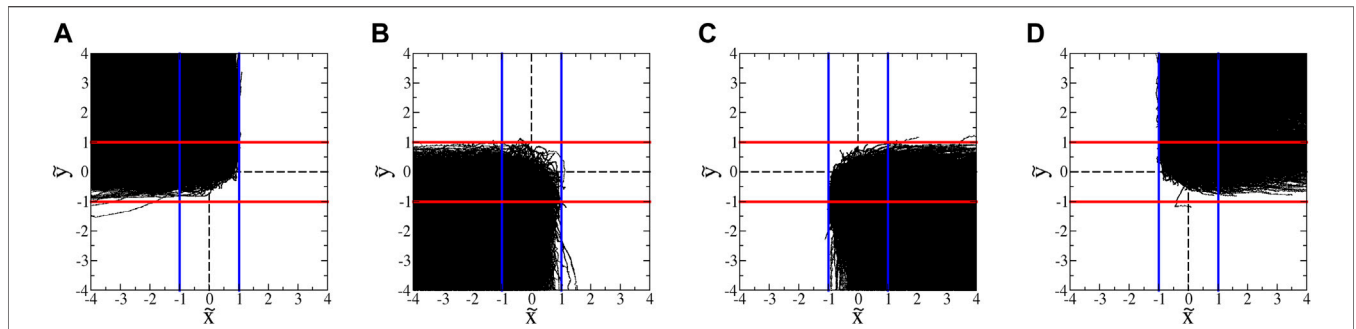 A B C D
4 4 4 4
3 3 3 3
2 2 2 2
1 1 1 1
ỹ 0 ỹ 0 ỹ 0 ỹ 0
-1 -1 -1 -1
-2 -2 -2 -2
-3 -3 -3 -3
-4 -4 -4 -4
-4 -3 -2 -1 0 1 2 3 4 -4 -3 -2 -1 0 1 2 3 4 -4 -3 -2 -1 0 1 2 3 4 -4 -3 -2 -1 0 1 2 3 4
x̃ x̃ x̃ x̃